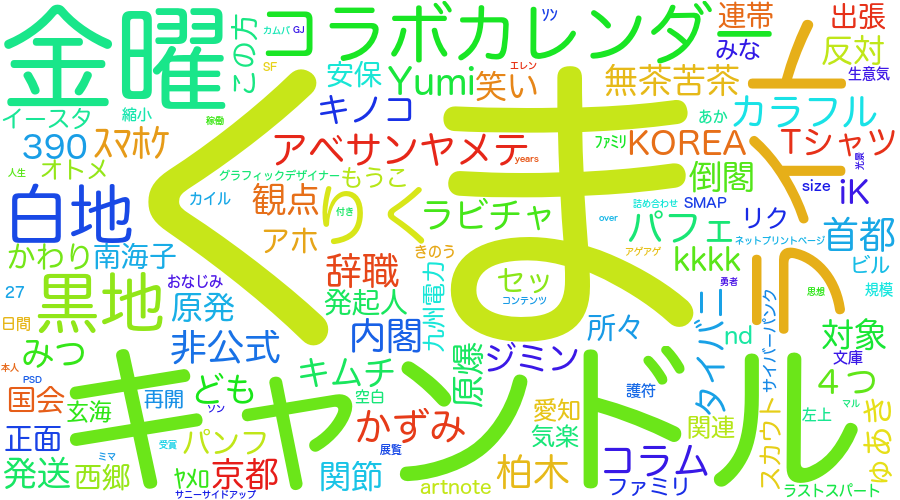 金曜
この方
カムバ
GJ
コラボカレンダー
ソン
連帯
出張
みな
反対
生意気
SF
安保
Yumi
笑い
エレン
無茶苦茶
イースタ
縮小
キノコ
あか
カラフル
稼働
390
スマホケ
アベサンヤメテ
years
ファミリ
KOREA
Tシャツ
光景
人生
オトメ
グラフィックデザイナー
もうこ
倒閣
くま
ライト
白地
カイル
観点
付き
りく
ラビチャ
詰め合わせ
SMAP
size
iK
over
パフェ
リク
首都
かわり
南海子
アホ
きのう
アゲアゲ
ネットプリントページ
辞職
セッ
kkkk
ビル
27
おなじみ
黒地
原発
発起人
九州電力
コンテンツ
勇者
思想
規模
日間
みつ
非公式
内閣
所々
タイバニ
nd
サイバーパンク
対象
本人
PSD
キムチ
原爆
ジミン
文庫
キャンドル
国会
玄海
ども
再開
ソン
空白
護符
4つ
マル
正面
パンフ
かずみ
愛知
関連
スカウト
左上
ゅあき
ミマ
受賞
展覧
気楽
コラム
発送
西郷
ヤメロ
京都
関節
artnote
柏木
ファミリ
サニーサイドアップ
ラストスパート